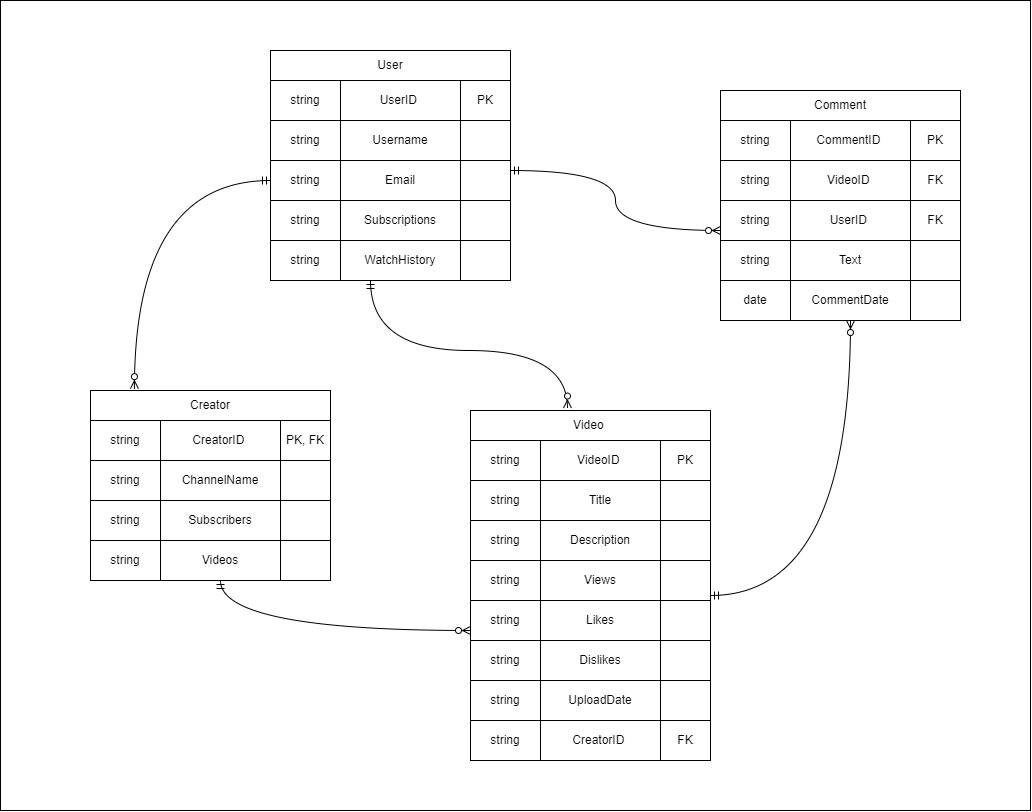 User
string UserID PK
string Username
string Email
string Subscriptions
string WatchHistory
Comment
string CommentID PK
string VideoID FK
string UserID FK
string Text
date CommentDate
Creator
string CreatorID PK, FK
string ChannelName
string Subscribers
string Videos
Video
string VideoID PK
string Title
string Description
string Views
string Likes
string Dislikes
string UploadDate
string CreatorID FK